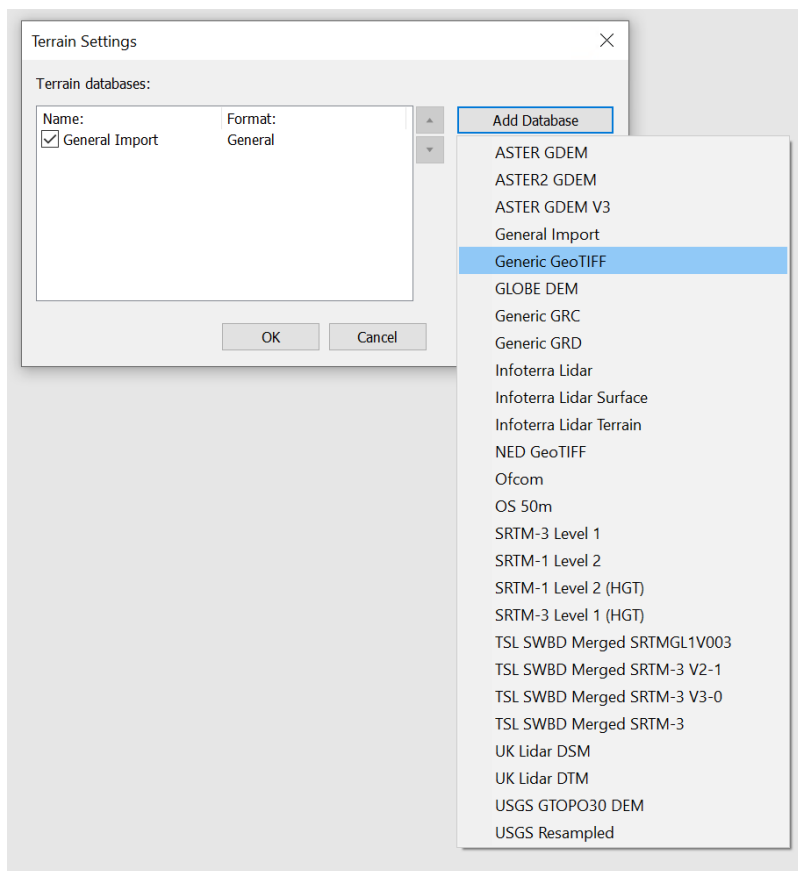 Terrain Settings
Terrain databases:
Name: Format:
General Import General
Add Database
OK Cancel
ASTER GDEM
ASTER2 GDEM
ASTER GDEM V3
General Import
Generic GeoTIFF
GLOBE DEM
Generic GRC
Generic GRD
Infoterra Lidar
Infoterra Lidar Surface
Infoterra Lidar Terrain
NED GeoTIFF
Ofcom
OS 50m
SRTM-3 Level 1
SRTM-1 Level 2
SRTM-1 Level 2 (HGT)
SRTM-3 Level 1 (HGT)
TSL SWBD Merged SRTMGL1V003
TSL SWBD Merged SRTM-3 V2-1
TSL SWBD Merged SRTM-3 V3-0
TSL SWBD Merged SRTM-3
UK Lidar DSM
UK Lidar DTM
USGS GTOPO30 DEM
USGS Resampled